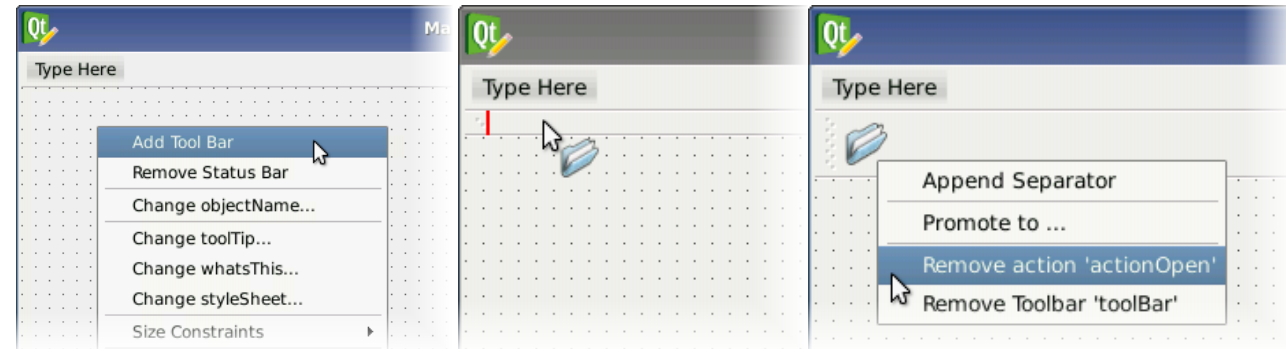 Qt
Ma
Type Here
Add Tool Bar
Remove Status Bar
Change objectName...
Change toolTip...
Change whatsThis...
Change styleSheet...
Size Constraints
Qt
Type Here
Qt
Type Here
Append Separator
Promote to ...
Remove action 'actionOpen'
Remove Toolbar 'toolBar'